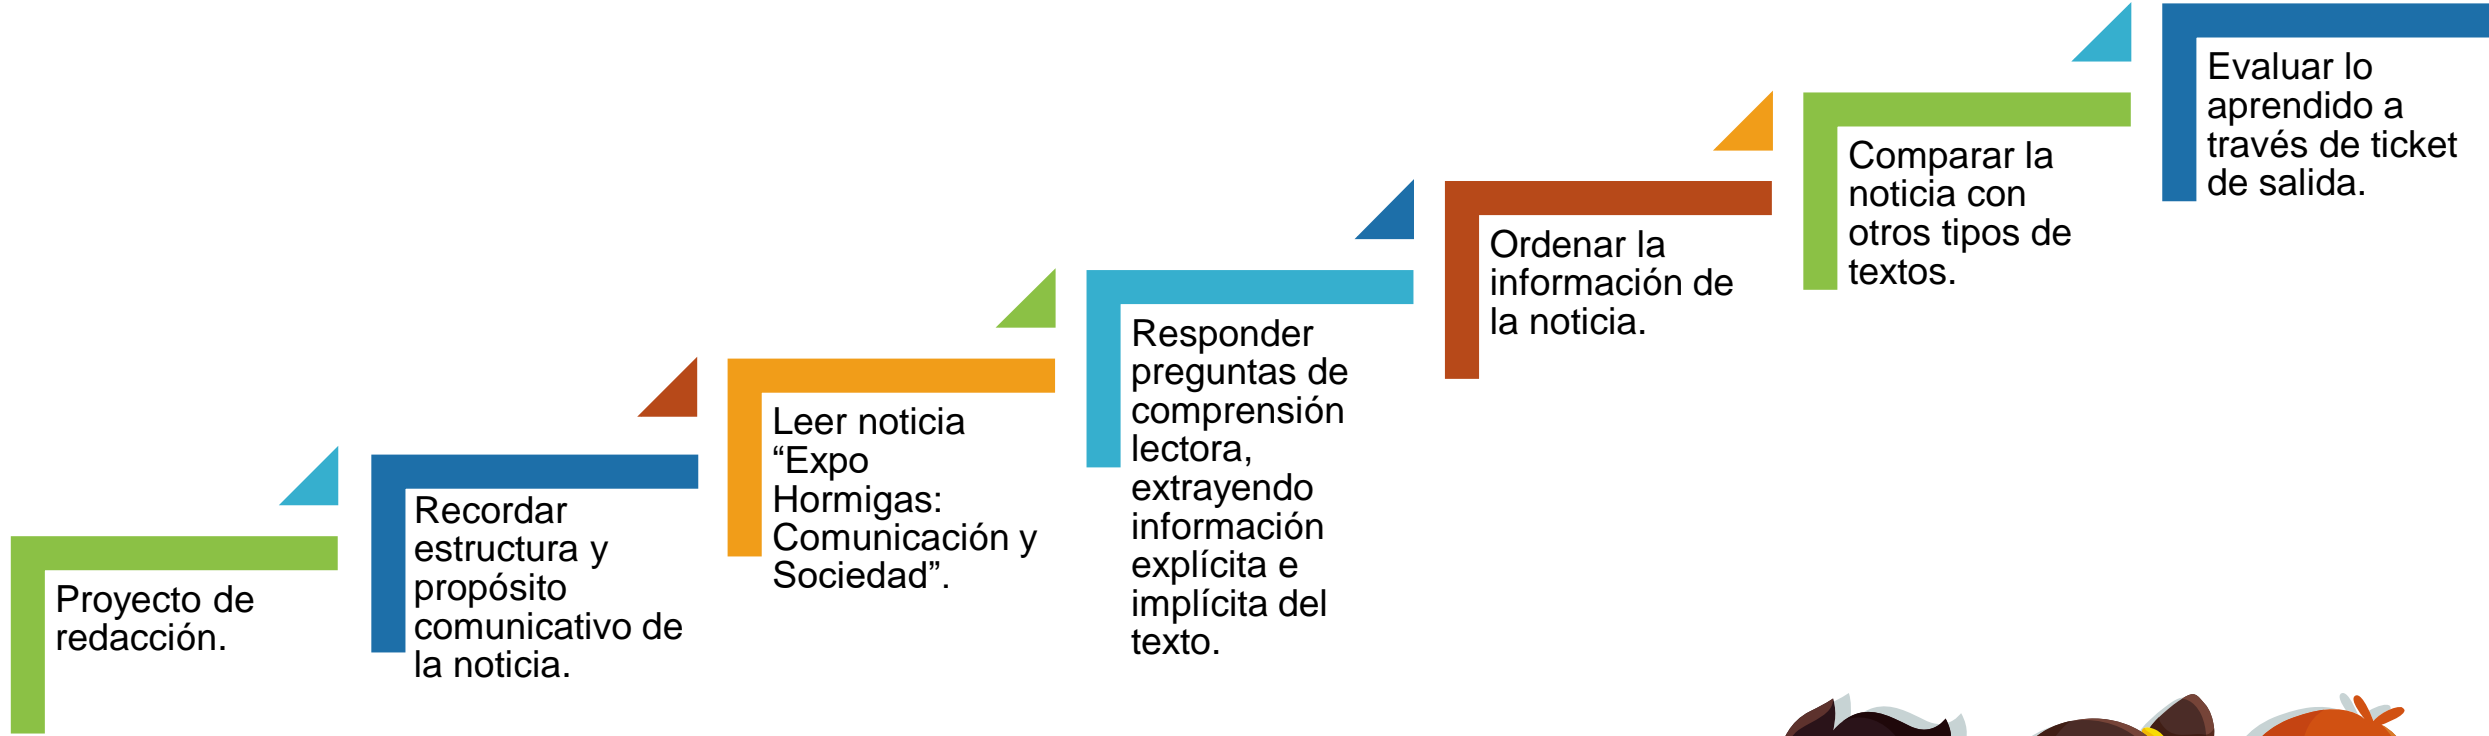 Proyecto de
redacción.
Recordar
estructura y
propósito
comunicativo de
la noticia.
Leer noticia
“Expo
Hormigas:
Comunicación y
Sociedad”.
Responder
preguntas de
comprensión
lectora,
extrayendo
información
explícita e
implícita del
texto.
Ordenar la
información de
la noticia.
Comparar la
noticia con
otros tipos de
textos.
Evaluar lo
aprendido a
través de ticket
de salida.